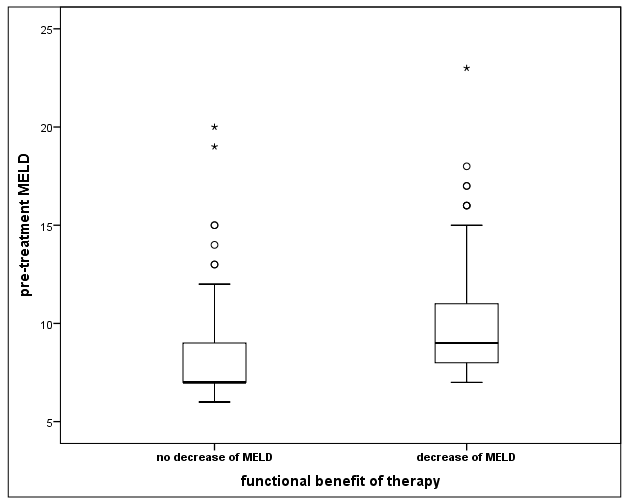 25
20
15
10
5
pre-treatment MELD
no decrease of MELD
decrease of MELD
functional benefit of therapy